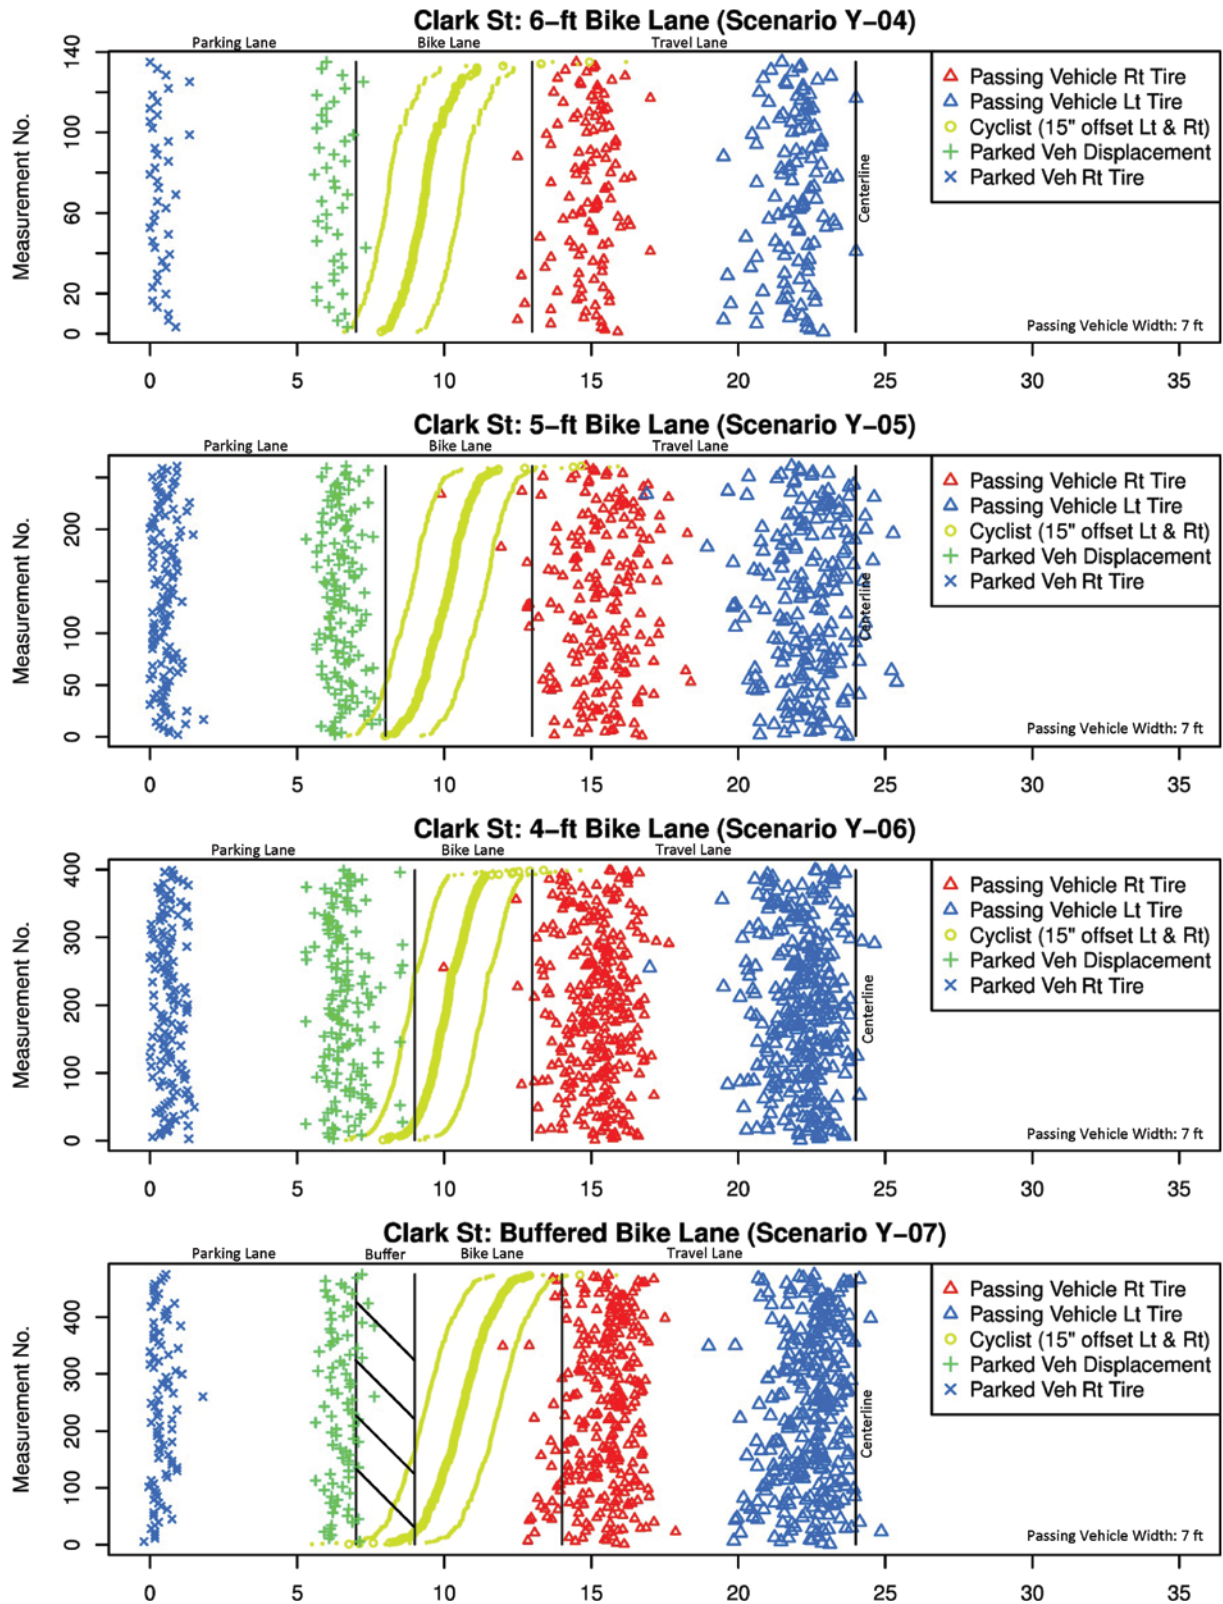 Clark St: 6−ft Bike Lane (Scenario Y−04)
Parking Lane Bike Lane Travel Lane
Measurement No.
140
100
60
20
0
Centerline
Passing Vehicle Rt Tire
Passing Vehicle Lt Tire
Cyclist (15" offset Lt & Rt)
Parked Veh Displacement
Parked Veh Rt Tire
Passing Vehicle Width: 7 ft
0 5 10 15 20 25 30 35
Clark St: 5−ft Bike Lane (Scenario Y−05)
Parking Lane Bike Lane Travel Lane
Measurement No.
200
100
50
0
Centerline
Passing Vehicle Rt Tire
Passing Vehicle Lt Tire
Cyclist (15" offset Lt & Rt)
Parked Veh Displacement
Parked Veh Rt Tire
Passing Vehicle Width: 7 ft
0 5 10 15 20 25 30 35
Clark St: 4−ft Bike Lane (Scenario Y−06)
Parking Lane Bike Lane Travel Lane
Measurement No.
400
300
200
100
0
Centerline
Passing Vehicle Rt Tire
Passing Vehicle Lt Tire
Cyclist (15" offset Lt & Rt)
Parked Veh Displacement
Parked Veh Rt Tire
Passing Vehicle Width: 7 ft
0 5 10 15 20 25 30 35
Clark St: Buffered Bike Lane (Scenario Y−07)
Parking Lane Buffer Bike Lane Travel Lane
Measurement No.
400
300
200
100
0
Centerline
Passing Vehicle Rt Tire
Passing Vehicle Lt Tire
Cyclist (15" offset Lt & Rt)
Parked Veh Displacement
Parked Veh Rt Tire
Passing Vehicle Width: 7 ft
0 5 10 15 20 25 30 35